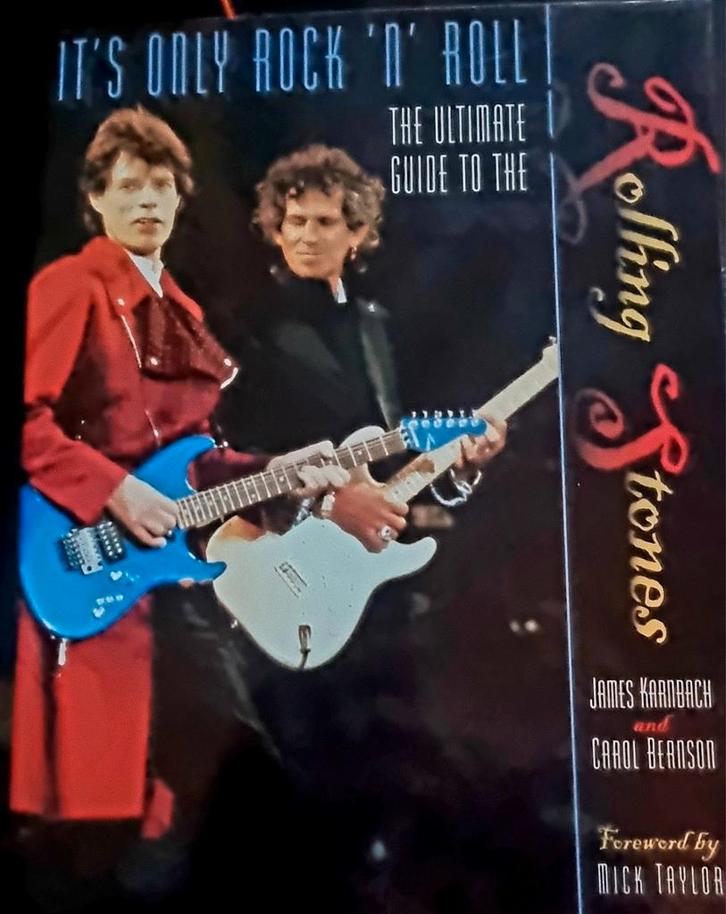 IT'S ONLY ROCK 'N' ROLL
THE ULTIMATE
GUIDE TO THE
Rolling Stones
JAMES KARNBACH
and
CAROL BERNSON
Foreword by
MICK TAYLOR